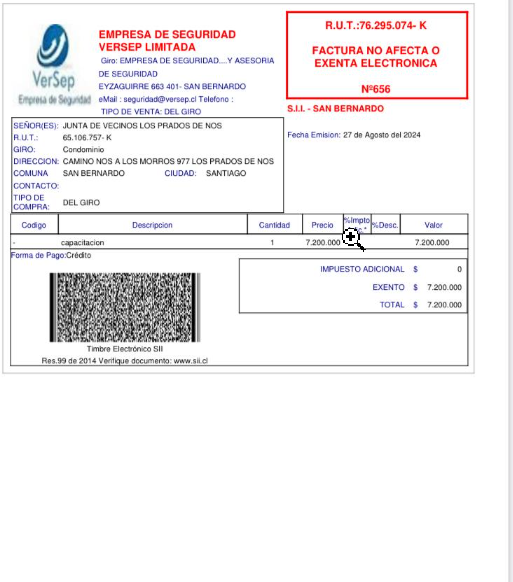 VerSep
Empresa de Seguridad
EMPRESA DE SEGURIDAD
VERSEP LIMITADA
Giro: EMPRESA DE SEGURIDAD....Y ASESORIA
DE SEGURIDAD
EYZAGUIRRE 663 401- SAN BERNARDO
eMail : seguridad@versep.cl Telefono :
TIPO DE VENTA: DEL GIRO
R.U.T.:76.295.074- K
FACTURA NO AFECTA O
EXENTA ELECTRONICA
Nº656
S.I.I. - SAN BERNARDO
Fecha Emision: 27 de Agosto del 2024
SEÑOR(ES): JUNTA DE VECINOS LOS PRADOS DE NOS
R.U.T.: 65.106.757- K
GIRO: Condominio
DIRECCION: CAMINO NOS A LOS MORROS 977 LOS PRADOS DE NOS
COMUNA SAN BERNARDO CIUDAD: SANTIAGO
CONTACTO:
TIPO DE
COMPRA: DEL GIRO
Codigo Descripcion Cantidad Precio %Impto %Desc. Valor
- capacitacion 1 7.200.000 7.200.000
Forma de Pago:Crédito
IMPUESTO ADICIONAL $ 0
EXENTO $ 7.200.000
TOTAL $ 7.200.000
Timbre Electrónico SII
Res.99 de 2014 Verifique documento: www.sii.cl